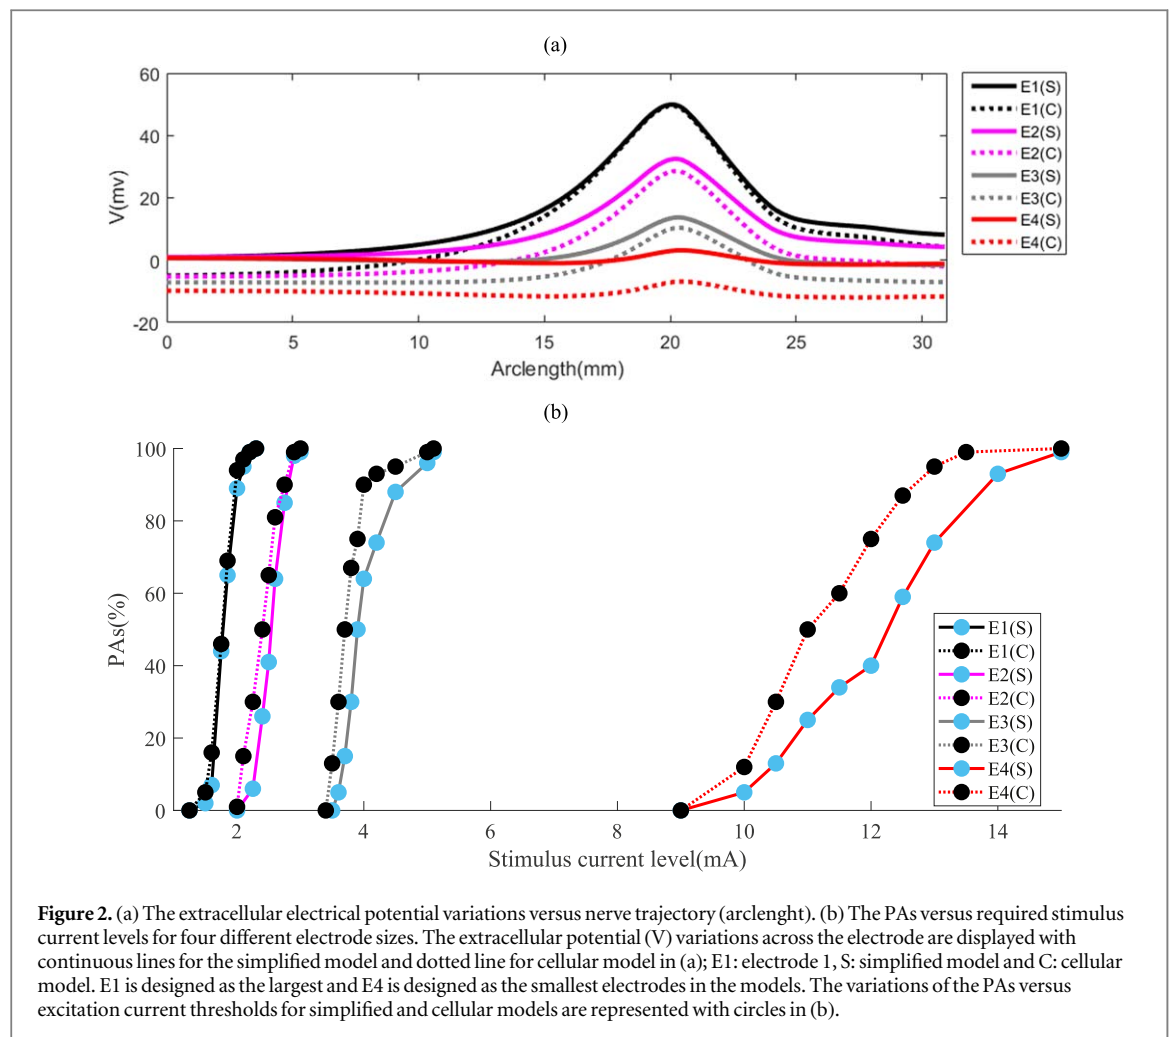 (a)
60
40
20
0
-20
V(mv)
0 5 10 15 20 25 30
Arclength(mm)
E1(S)
E1(C)
E2(S)
E2(C)
E3(S)
E3(C)
E4(S)
E4(C)
(b)
100
80
60
40
20
0
PAs(%)
2 4 6 8 10 12 14
Stimulus current level(mA)
E1(S)
E1(C)
E2(S)
E2(C)
E3(S)
E3(C)
E4(S)
E4(C)
Figure 2. (a) The extracellular electrical potential variations versus nerve trajectory (arclenght). (b) The PAs versus required stimulus
current levels for four different electrode sizes. The extracellular potential (V) variations across the electrode are displayed with
continuous lines for the simplified model and dotted line for cellular model in (a); E1: electrode 1, S: simplified model and C: cellular
model. E1 is designed as the largest and E4 is designed as the smallest electrodes in the models. The variations of the PAs versus
excitation current thresholds for simplified and cellular models are represented with circles in (b).